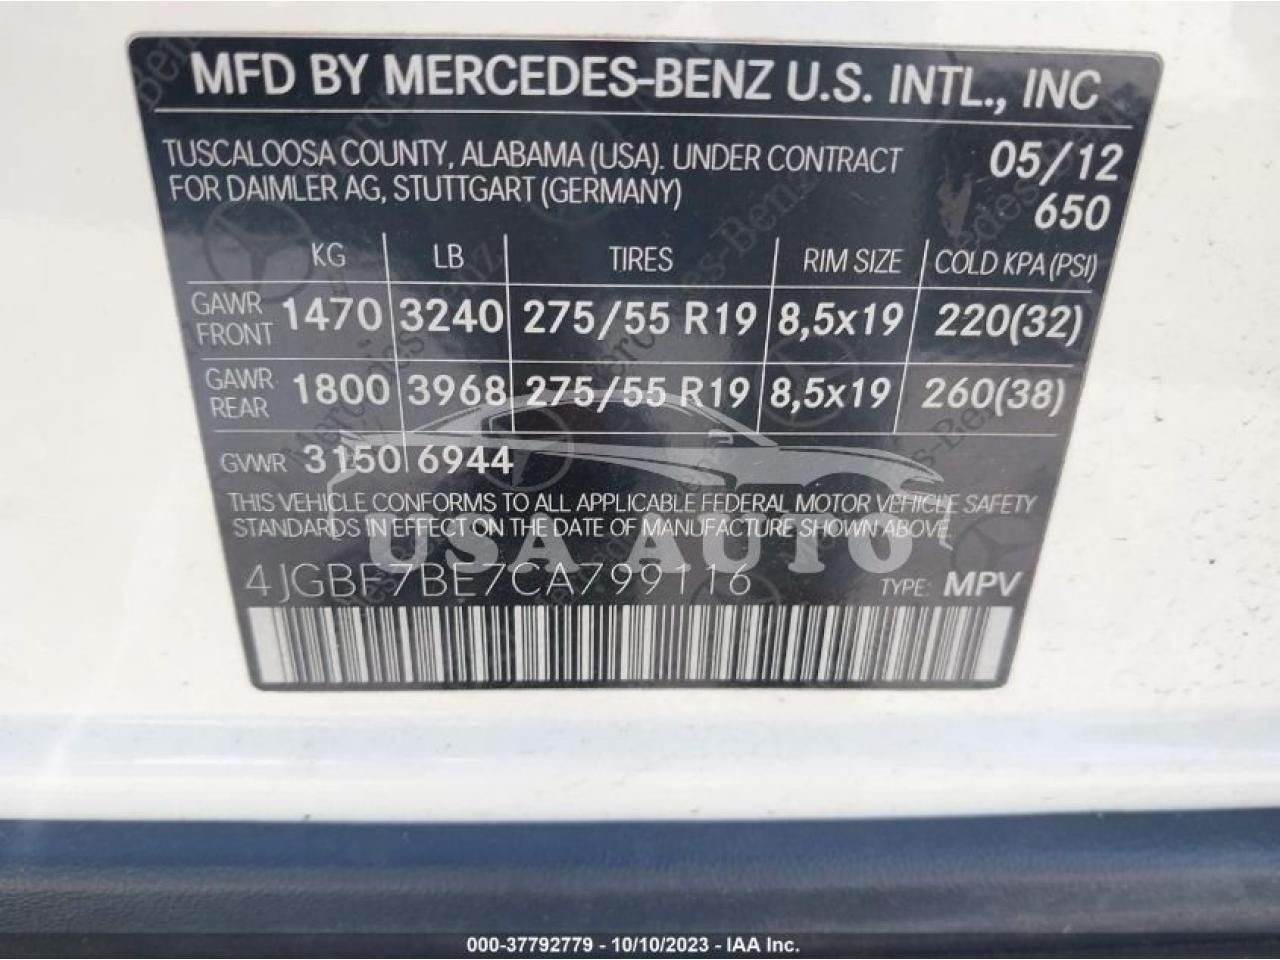 MFD BY MERCEDES-BENZ U.S. INTL., INC
TUSCALOOSA COUNTY, ALABAMA (USA). UNDER CONTRACT 05/12
FOR DAIMLER AG, STUTTGART (GERMANY) 650
KG LB TIRES RIM SIZE COLD KPA (PSI)
GAWR FRONT 1470 3240 275/55 R19 8,5x19 220(32)
GAWR REAR 1800 3968 275/55 R19 8,5x19 260(38)
GVWR 3150 6944
THIS VEHICLE CONFORMS TO ALL APPLICABLE FEDERAL MOTOR VEHICLE SAFETY
STANDARDS IN EFFECT ON THE DATE OF MANUFACTURE SHOWN ABOVE.
USA AUTO
4JGBF7BE7CA799116 TYPE: MPV
000-37792779 - 10/10/2023 - IAA Inc.